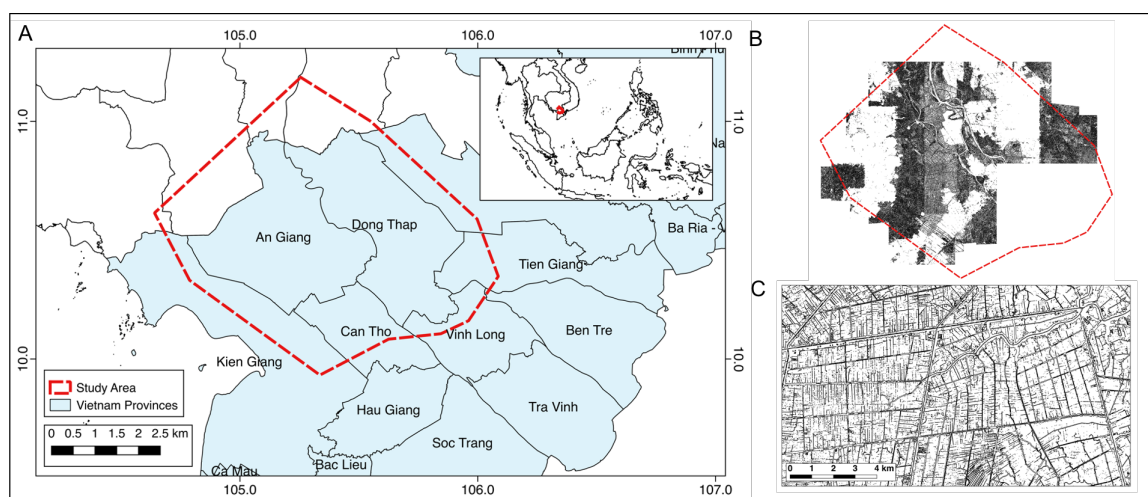 A
105.0
106.0
107.0
Binh Phu
11.0
11.0
Na
Dong Thap
An Giang
Ba Ria -
Tien Giang
Can Tho
Vinh Long
Ben Tre
10.0
10.0
Kien Giang
Study Area
Vietnam Provinces
Hau Giang
Tra Vinh
0 0.5 1 1.5 2 2.5 km
Soc Trang
Bac Lieu
Ca Mau
105.0
106.0
107.0
B
C
0 1 2 3 4 km